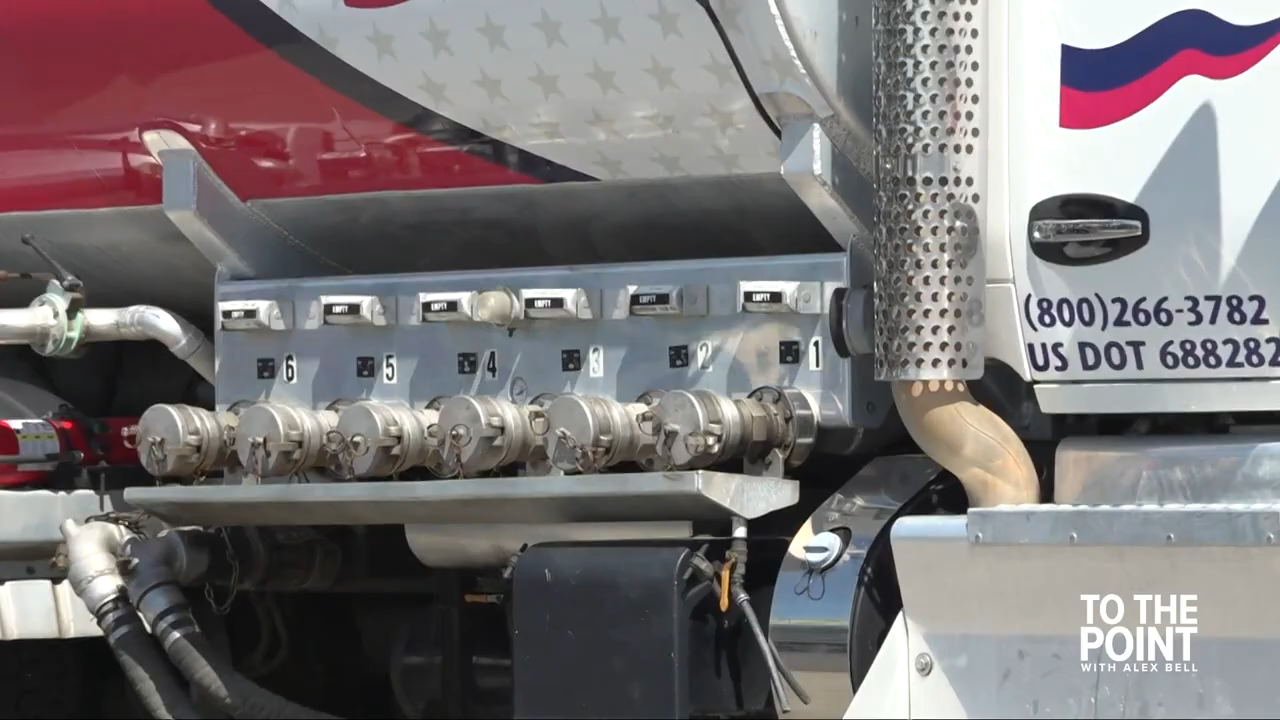 EMPTY EMPTY EMPTY EMPTY EMPTY EMPTY
6 5 4 3 2 1
(800)266-3782
US DOT 688282
TO THE
POINT
WITH ALEX BELL